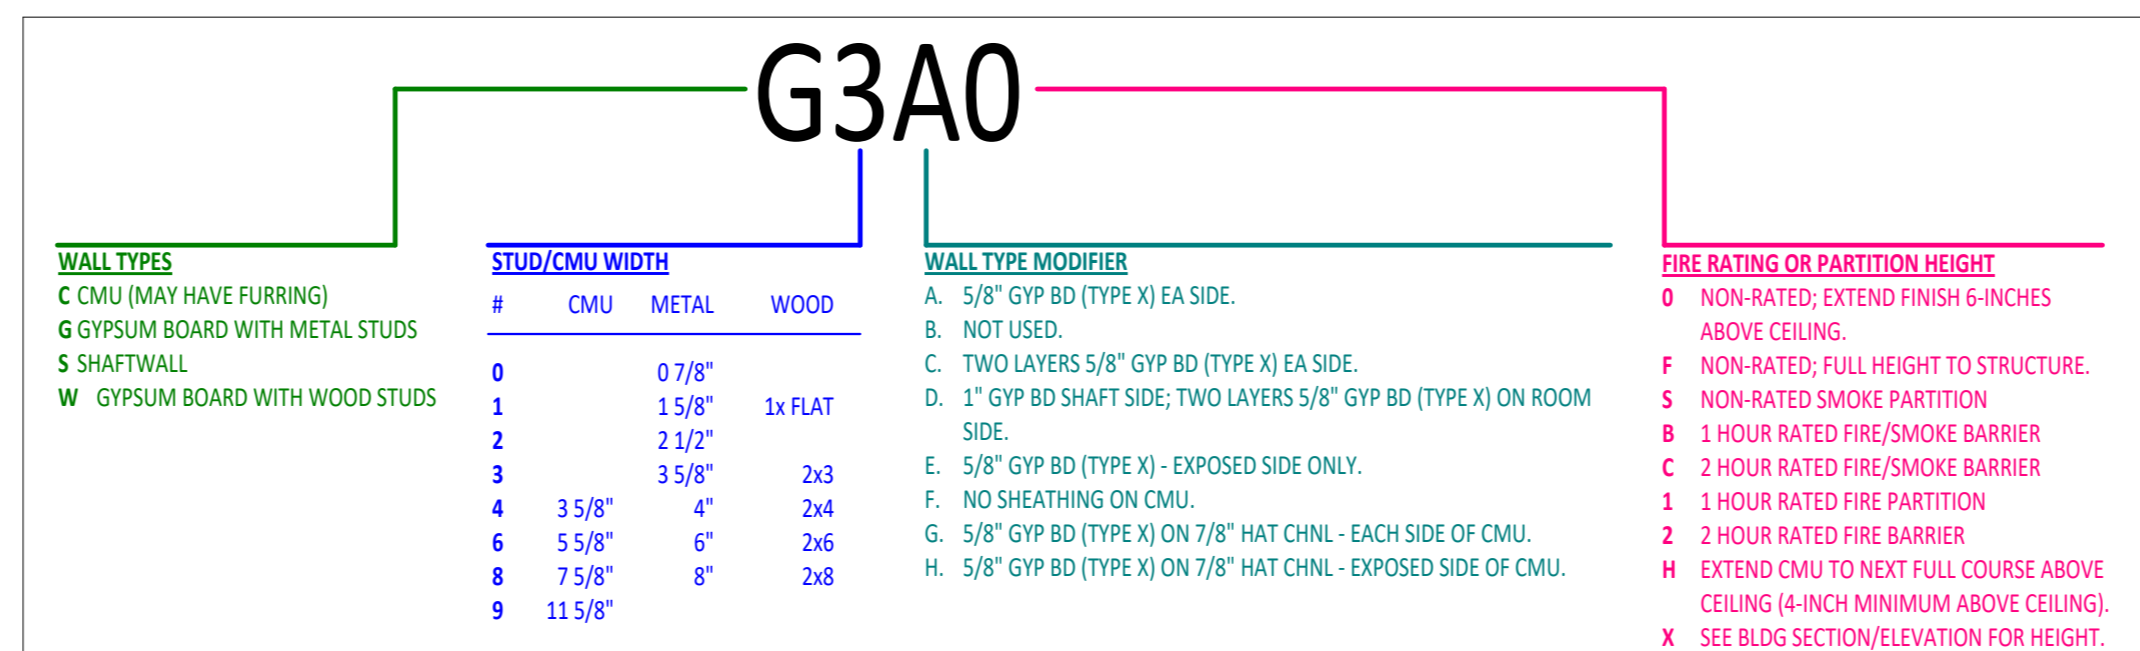 G3A0
WALL TYPES
C CMU (MAY HAVE FURRING)
G GYPSUM BOARD WITH METAL STUDS
S SHAFTWALL
W GYPSUM BOARD WITH WOOD STUDS
STUD/CMU WIDTH
# CMU METAL WOOD
0 0 7/8"
1 1 5/8" 1x FLAT
2 2 1/2"
3 3 5/8" 2x3
4 3 5/8" 4" 2x4
6 5 5/8" 6" 2x6
8 7 5/8" 8" 2x8
9 11 5/8"
WALL TYPE MODIFIER
A. 5/8" GYP BD (TYPE X) EA SIDE.
B. NOT USED.
C. TWO LAYERS 5/8" GYP BD (TYPE X) EA SIDE.
D. 1" GYP BD SHAFT SIDE; TWO LAYERS 5/8" GYP BD (TYPE X) ON ROOM
SIDE.
E. 5/8" GYP BD (TYPE X) - EXPOSED SIDE ONLY.
F. NO SHEATHING ON CMU.
G. 5/8" GYP BD (TYPE X) ON 7/8" HAT CHNL - EACH SIDE OF CMU.
H. 5/8" GYP BD (TYPE X) ON 7/8" HAT CHNL - EXPOSED SIDE OF CMU.
FIRE RATING OR PARTITION HEIGHT
0 NON-RATED; EXTEND FINISH 6-INCHES
ABOVE CEILING.
F NON-RATED; FULL HEIGHT TO STRUCTURE.
S NON-RATED SMOKE PARTITION
B 1 HOUR RATED FIRE/SMOKE BARRIER
C 2 HOUR RATED FIRE/SMOKE BARRIER
1 1 HOUR RATED FIRE PARTITION
2 2 HOUR RATED FIRE BARRIER
H EXTEND CMU TO NEXT FULL COURSE ABOVE
CEILING (4-INCH MINIMUM ABOVE CEILING).
X SEE BLDG SECTION/ELEVATION FOR HEIGHT.